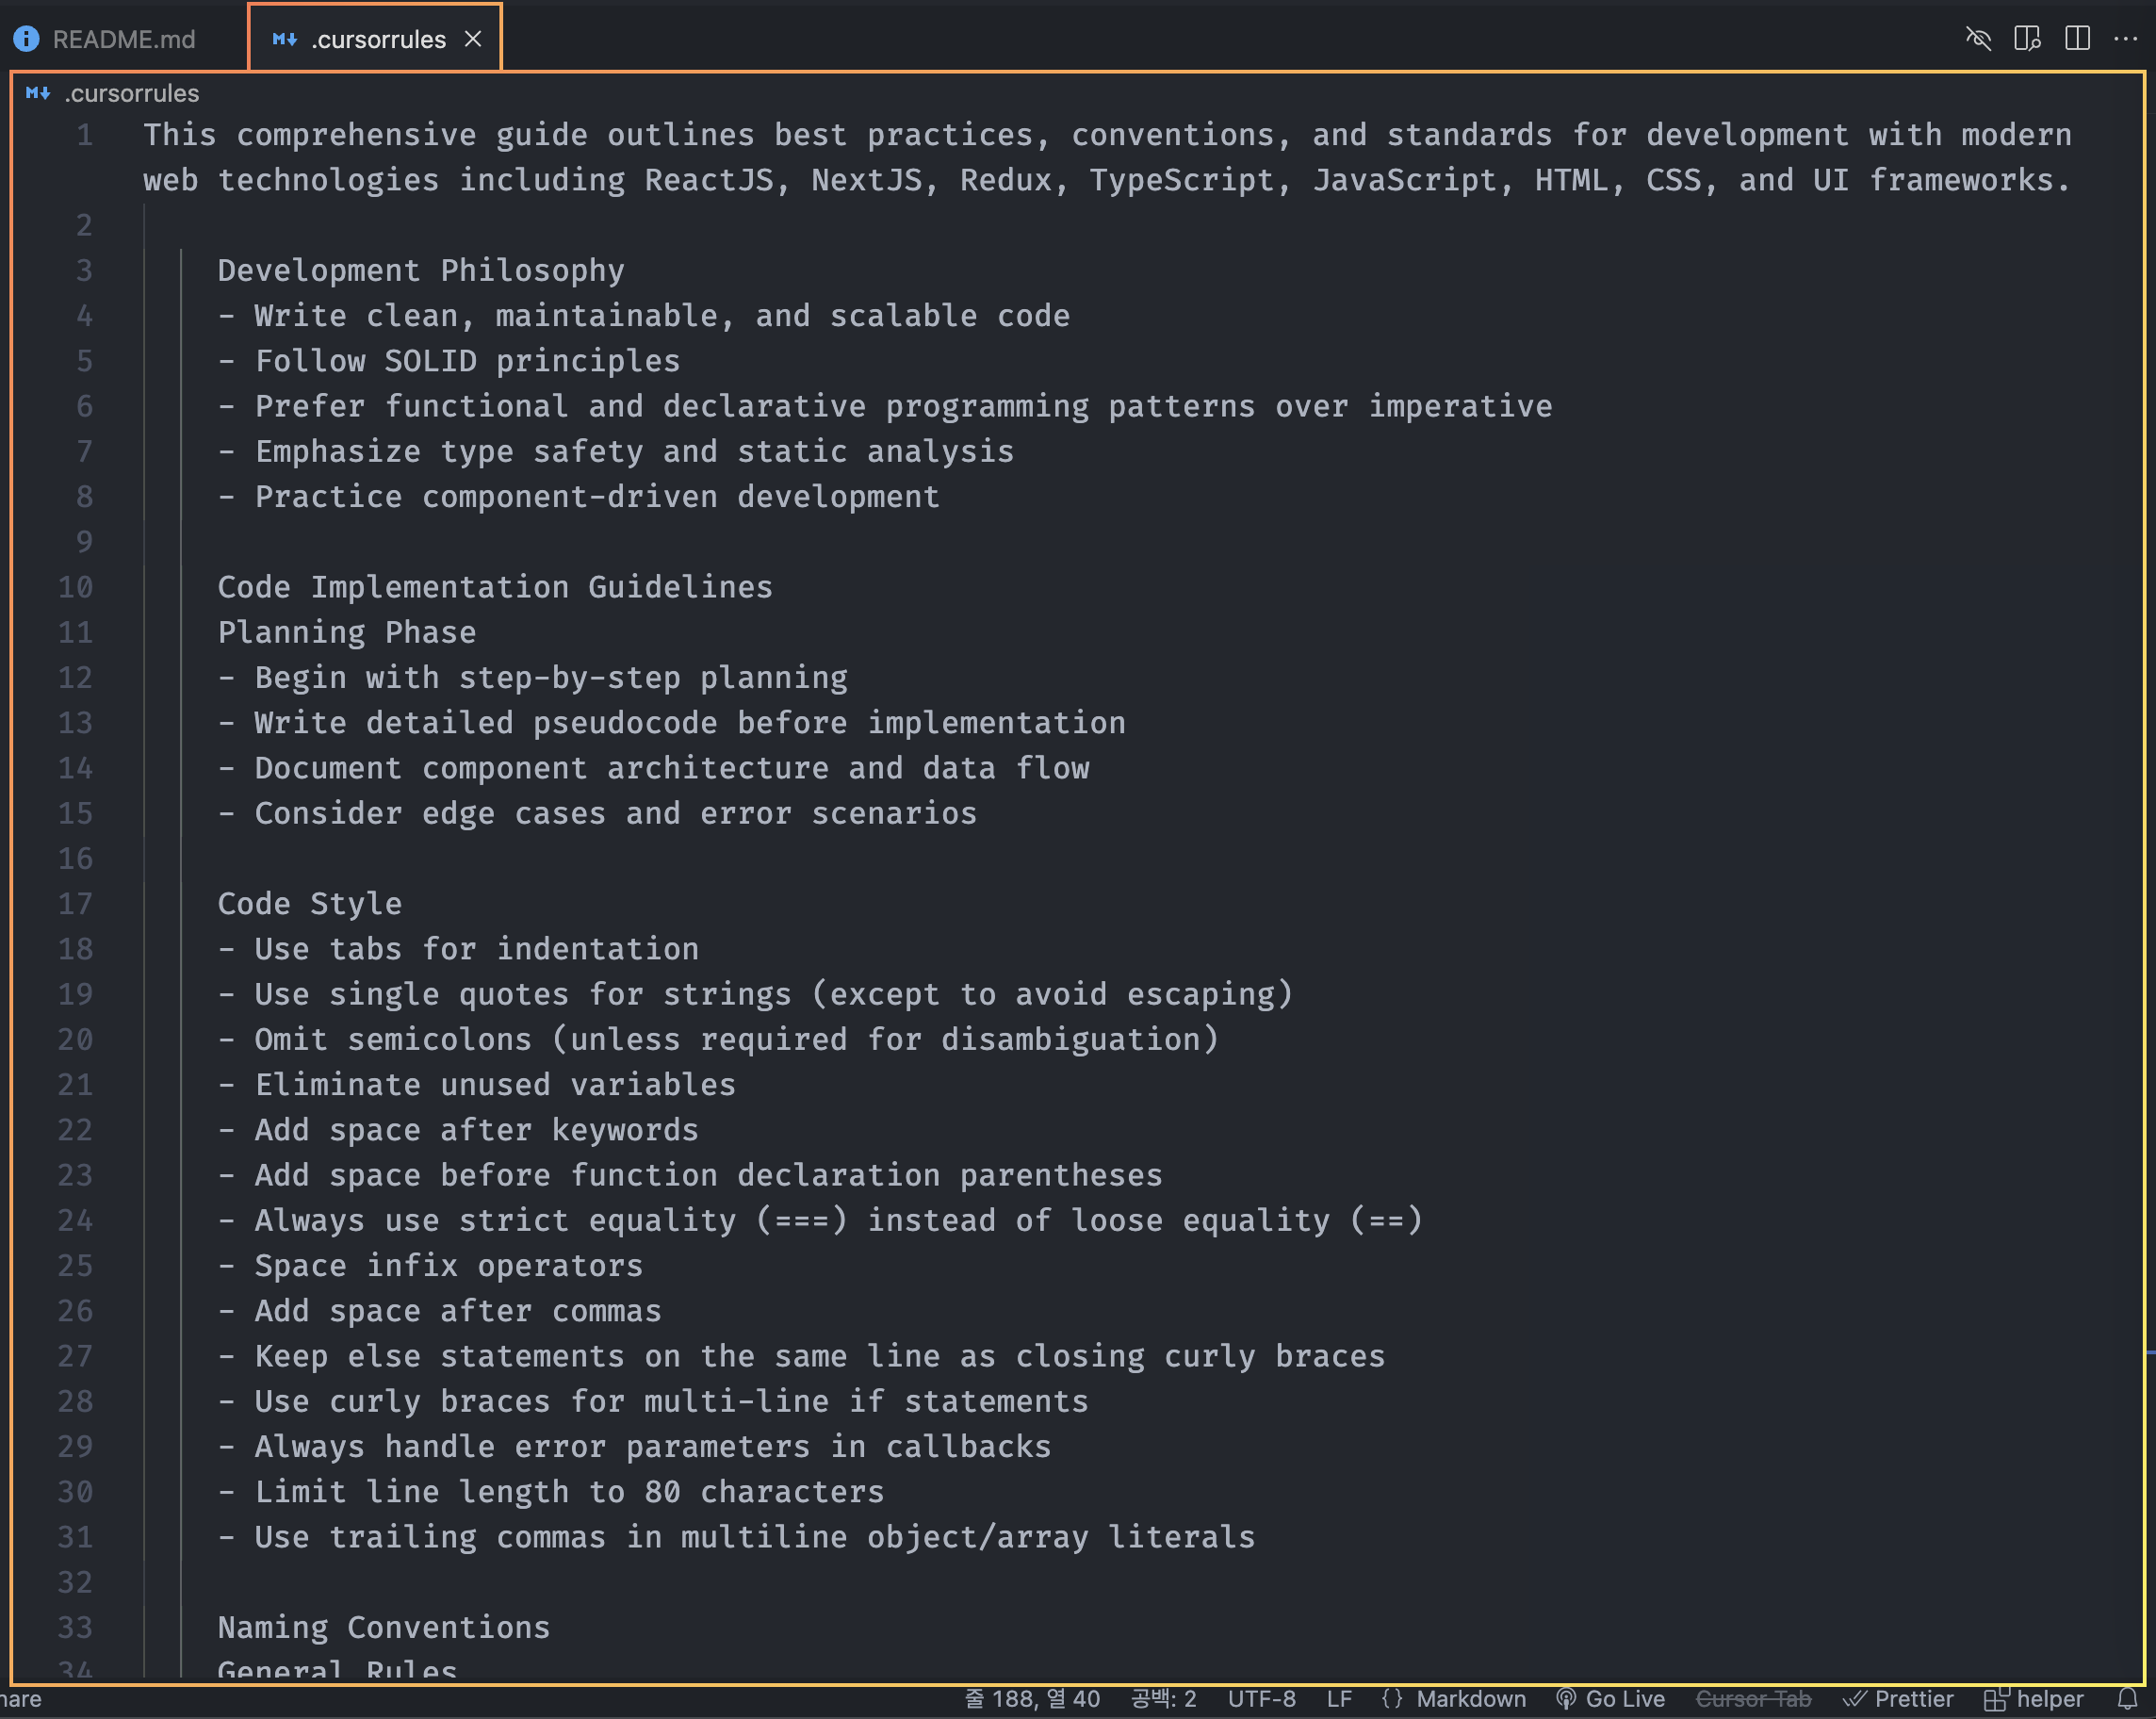 README.md
.cursorrules
.cursorrules
1 This comprehensive guide outlines best practices, conventions, and standards for development with modern
web technologies including ReactJS, NextJS, Redux, TypeScript, JavaScript, HTML, CSS, and UI frameworks.
2
3 Development Philosophy
4 - Write clean, maintainable, and scalable code
5 - Follow SOLID principles
6 - Prefer functional and declarative programming patterns over imperative
7 - Emphasize type safety and static analysis
8 - Practice component-driven development
9
10 Code Implementation Guidelines
11 Planning Phase
12 - Begin with step-by-step planning
13 - Write detailed pseudocode before implementation
14 - Document component architecture and data flow
15 - Consider edge cases and error scenarios
16
17 Code Style
18 - Use tabs for indentation
19 - Use single quotes for strings (except to avoid escaping)
20 - Omit semicolons (unless required for disambiguation)
21 - Eliminate unused variables
22 - Add space after keywords
23 - Add space before function declaration parentheses
24 - Always use strict equality (===) instead of loose equality (==)
25 - Space infix operators
26 - Add space after commas
27 - Keep else statements on the same line as closing curly braces
28 - Use curly braces for multi-line if statements
29 - Always handle error parameters in callbacks
30 - Limit line length to 80 characters
31 - Use trailing commas in multiline object/array literals
32
33 Naming Conventions
34 General Rules
hare 줄 188, 열 40 공백: 2 UTF-8 LF {} Markdown Go Live Cursor Tab Prettier helper